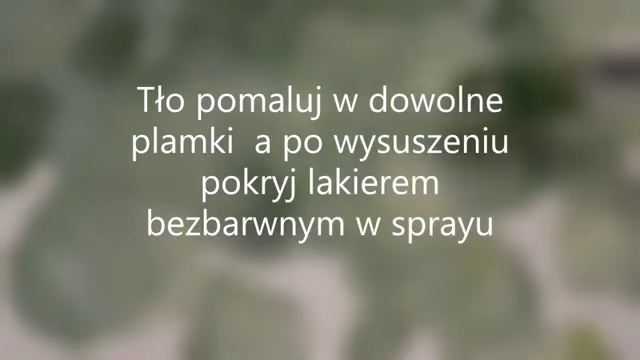 Tło pomaluj w dowolne
plamki  a po wysuszeniu
pokryj lakierem
bezbarwnym w sprayu